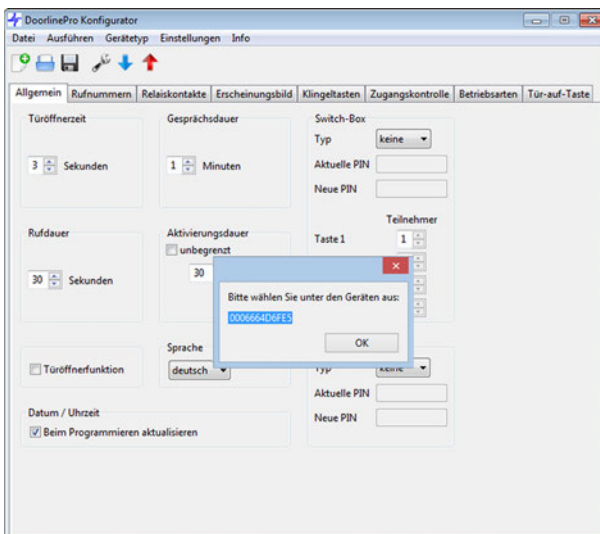 DoorlinePro Konfigurator
Datei Ausführen Gerätetyp Einstellungen Info
Allgemein Rufnummern Relaiskontakte Erscheinungsbild Klingeltasten Zugangskontrolle Betriebsarten Tür-auf-Taste
Türöffnerzeit
3 Sekunden
Gesprächsdauer
1 Minuten
Switch-Box
Typ keine
Aktuelle PIN
Neue PIN
Teilnehmer
Taste 1 1
Rufdauer
30 Sekunden
Aktivierungsdauer
unbegrenzt
30
Bitte wählen Sie unter den Geräten aus:
0006664D6FE5
OK
Türöffnerfunktion
Sprache
deutsch
Typ keine
Aktuelle PIN
Neue PIN
Datum / Uhrzeit
Beim Programmieren aktualisieren